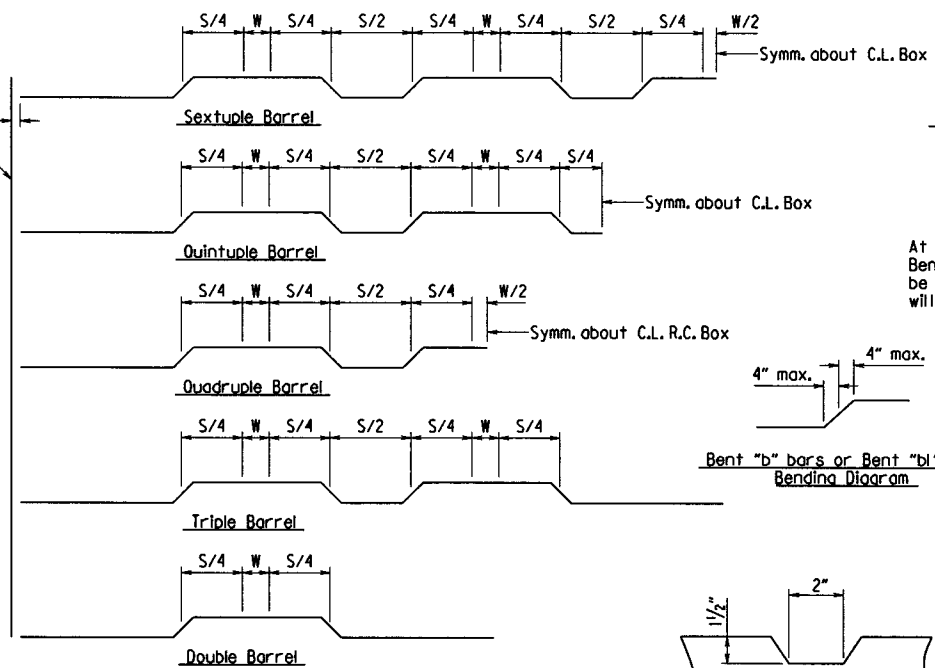 S/4 W S/4 S/2 S/4 W S/4 S/2 S/4 W/2
Symm. about C.L. Box
Sextuple Barrel
S/4 W S/4 S/2 S/4 W S/4 S/4
Symm. about C.L. Box
Quintuple Barrel
At
Ben
be
will
S/4 W S/4 S/2 S/4 W/2
Symm. about C.L. R.C. Box
Quadruple Barrel
4" max.
4" max.
Bent "b" bars or Bent "bl"
Bending Diagram
S/4 W S/4 S/2 S/4 W S/4
Triple Barrel
S/4 W S/4
Double Barrel
2"
1½"